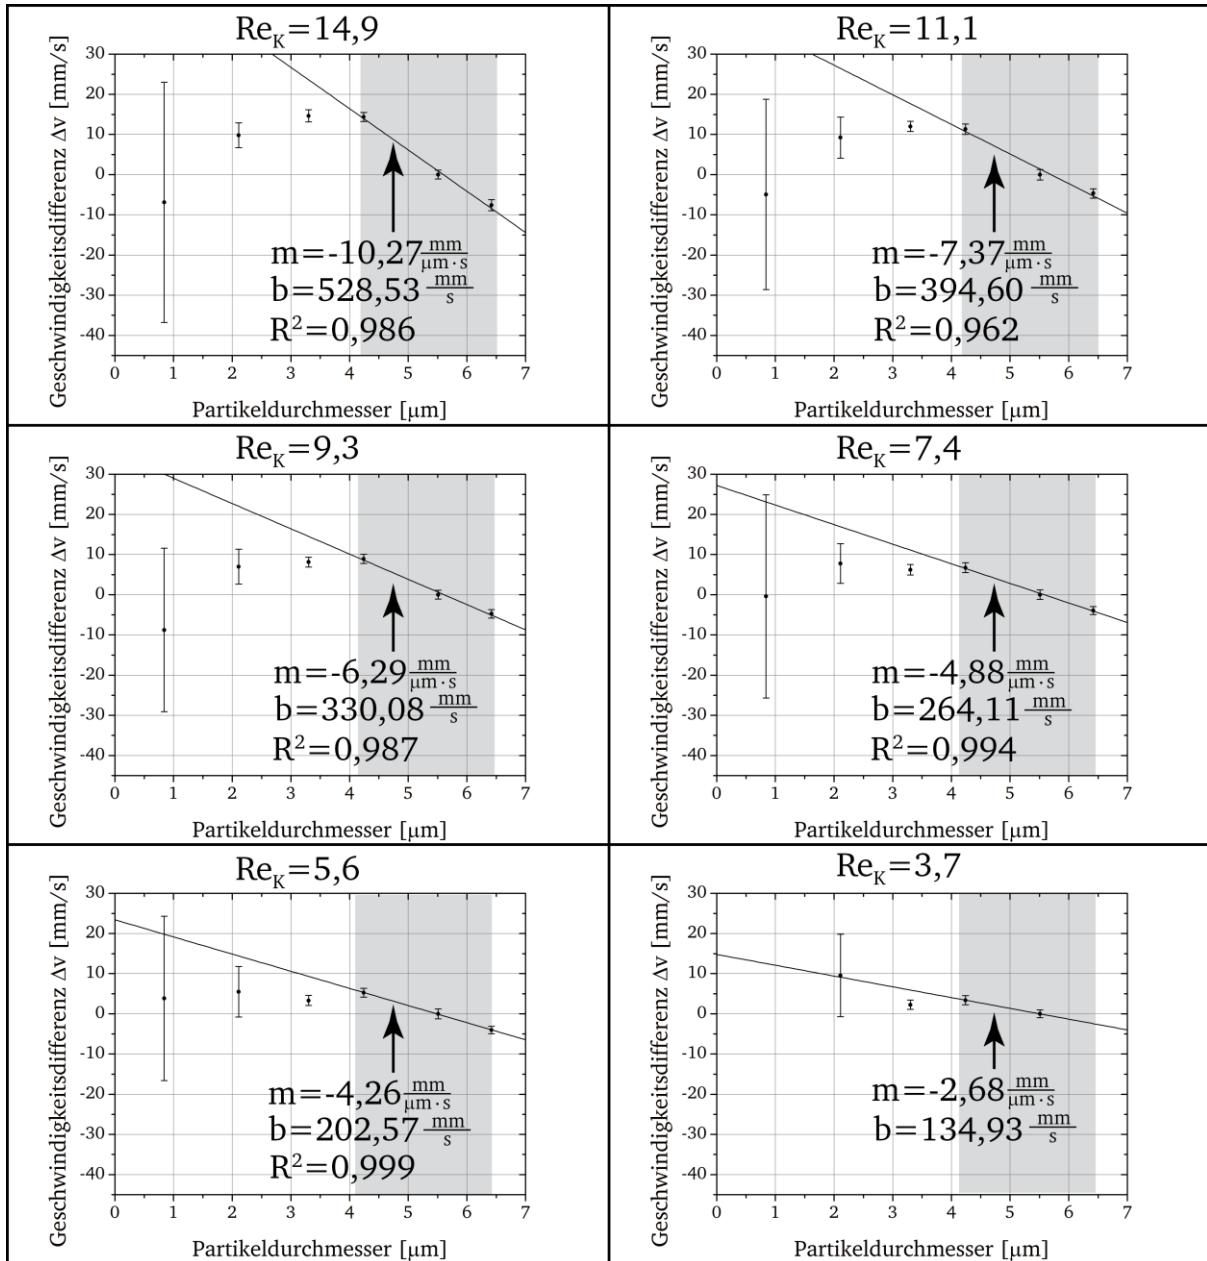 Re_K=14,9
Geschwindigkeitsdifferenz Δv [mm/s]
30
20
10
0
-10
-20
-30
-40
m=-10,27 mm/μm·s
b=528,53 mm/s
R²=0,986
0 1 2 3 4 5 6 7
Partikeldurchmesser [μm]
Re_K=11,1
Geschwindigkeitsdifferenz Δv [mm/s]
30
20
10
0
-10
-20
-30
-40
m=-7,37 mm/μm·s
b=394,60 mm/s
R²=0,962
0 1 2 3 4 5 6 7
Partikeldurchmesser [μm]
Re_K=9,3
Geschwindigkeitsdifferenz Δv [mm/s]
30
20
10
0
-10
-20
-30
-40
m=-6,29 mm/μm·s
b=330,08 mm/s
R²=0,987
0 1 2 3 4 5 6 7
Partikeldurchmesser [μm]
Re_K=7,4
Geschwindigkeitsdifferenz Δv [mm/s]
30
20
10
0
-10
-20
-30
-40
m=-4,88 mm/μm·s
b=264,11 mm/s
R²=0,994
0 1 2 3 4 5 6 7
Partikeldurchmesser [μm]
Re_K=5,6
Geschwindigkeitsdifferenz Δv [mm/s]
30
20
10
0
-10
-20
-30
-40
m=-4,26 mm/μm·s
b=202,57 mm/s
R²=0,999
0 1 2 3 4 5 6 7
Partikeldurchmesser [μm]
Re_K=3,7
Geschwindigkeitsdifferenz Δv [mm/s]
30
20
10
0
-10
-20
-30
-40
m=-2,68 mm/μm·s
b=134,93 mm/s
0 1 2 3 4 5 6 7
Partikeldurchmesser [μm]